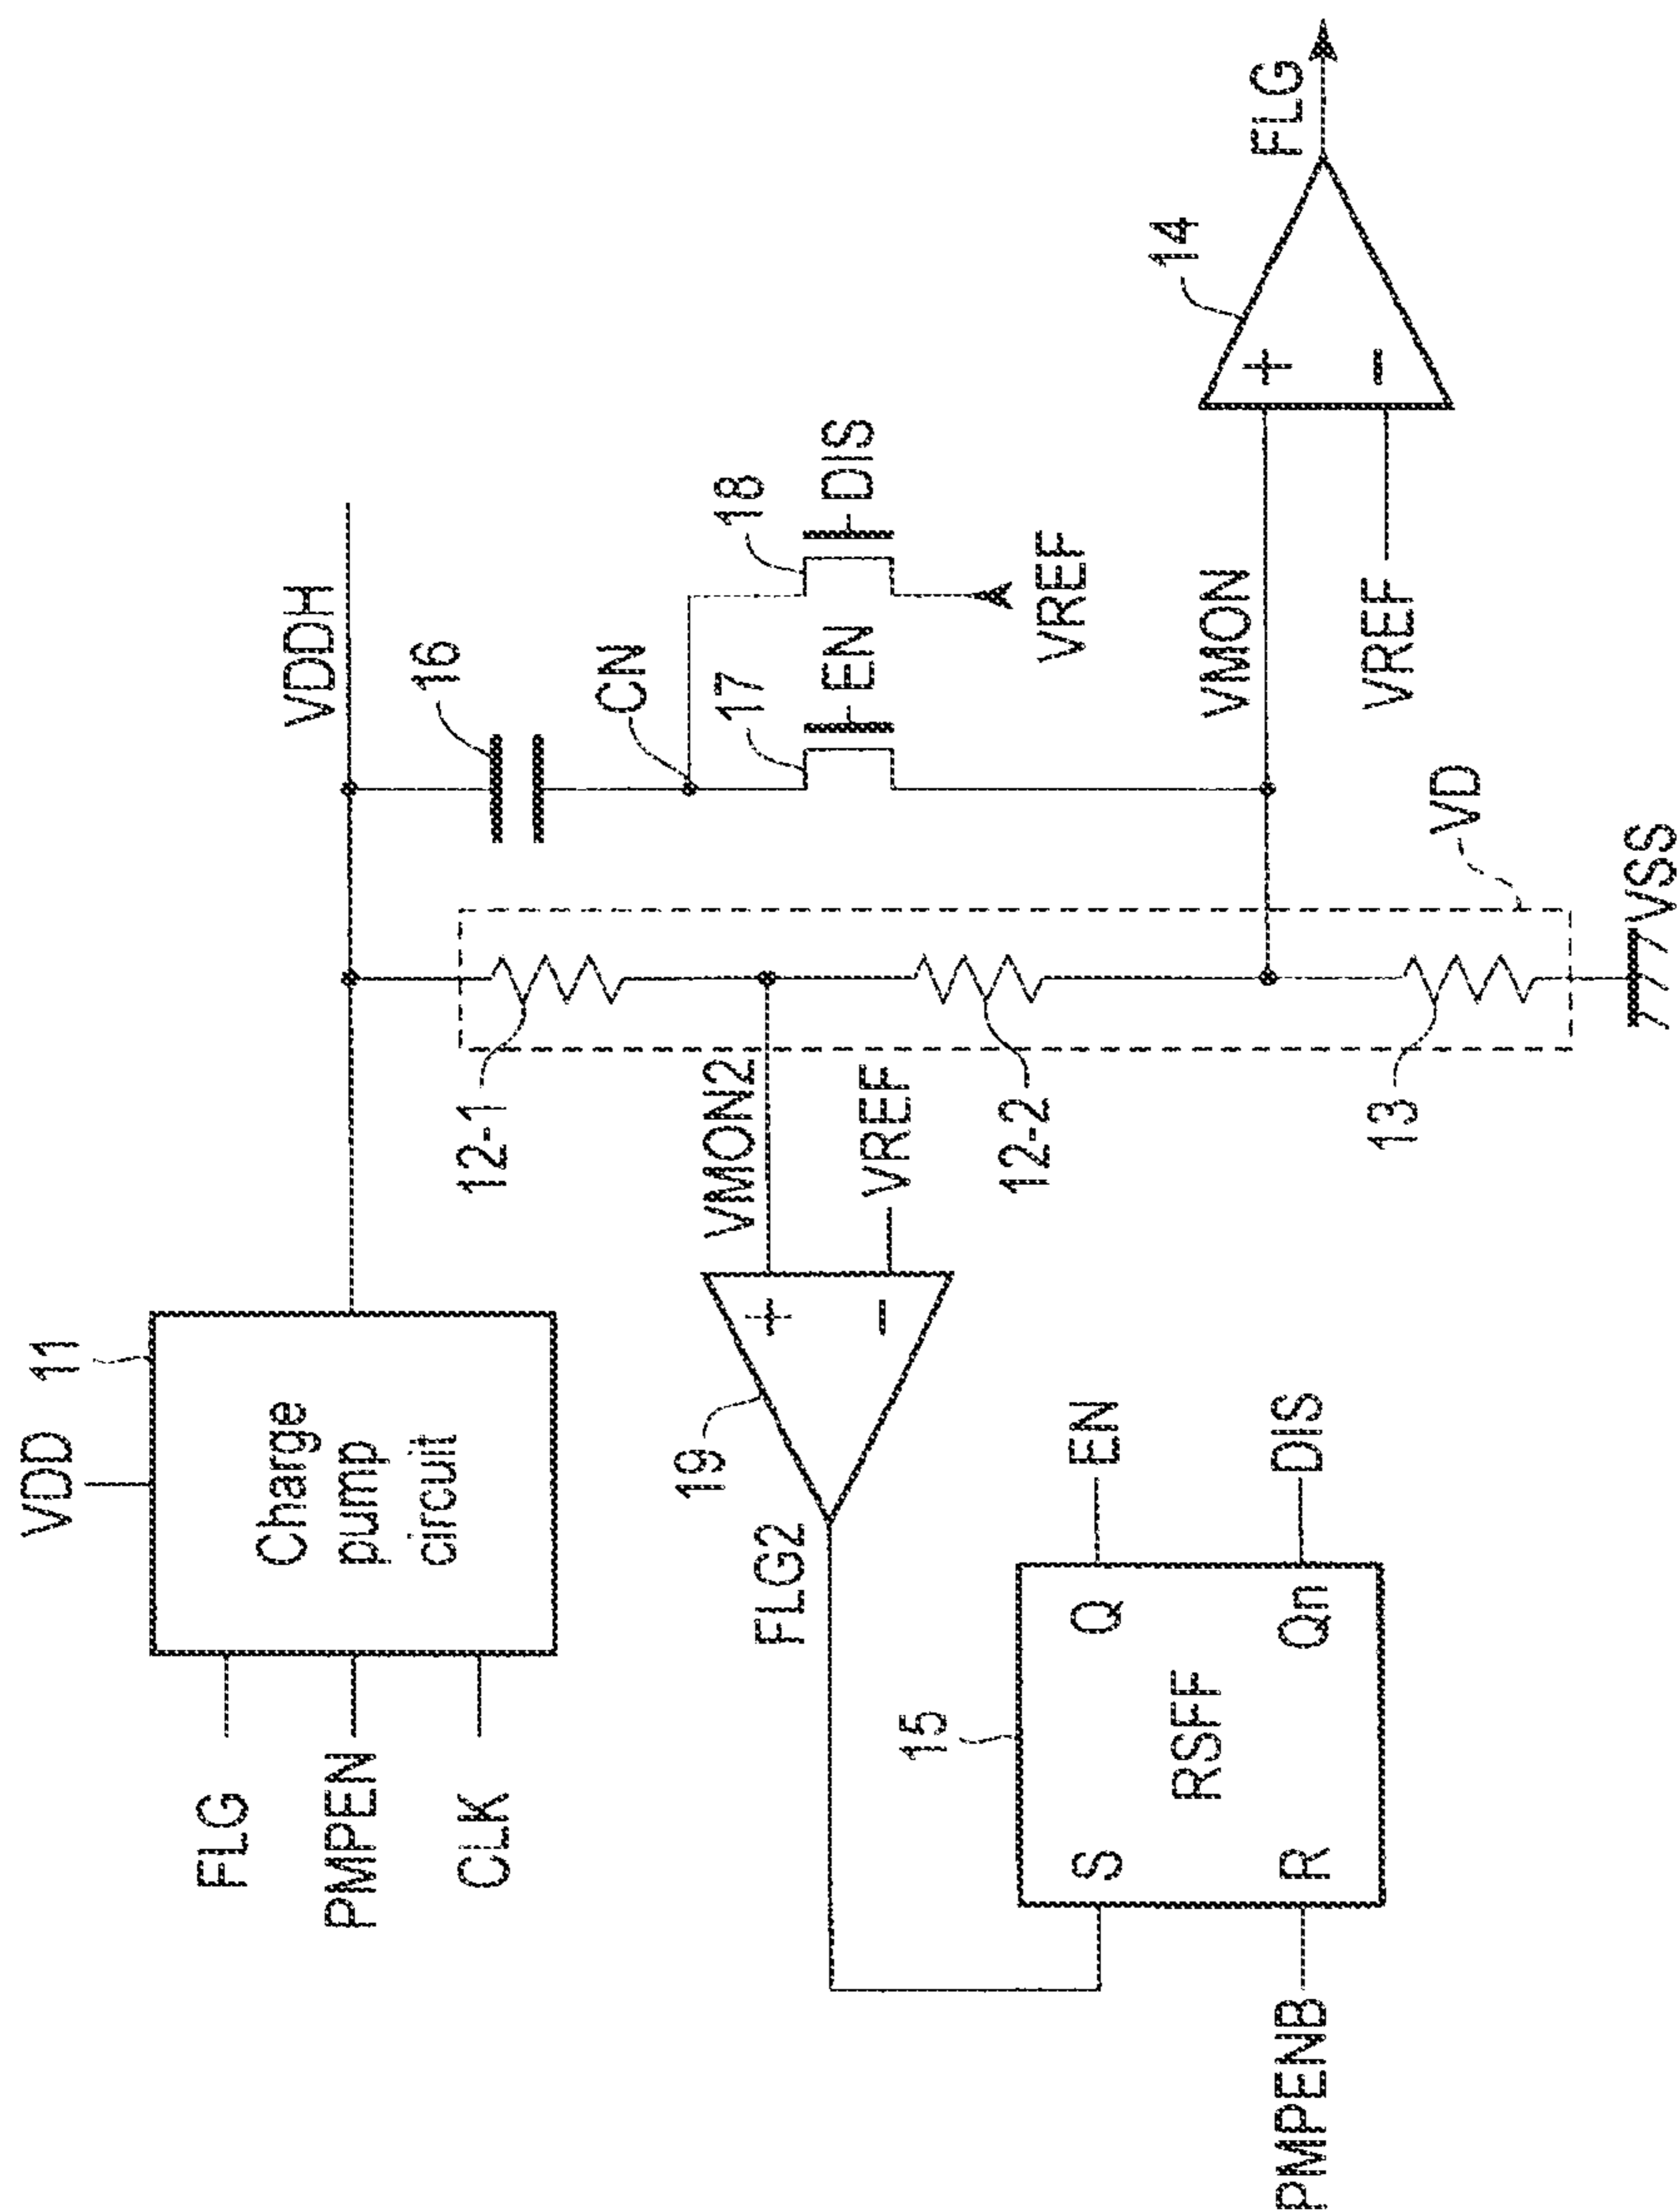 VDD
11
Charge
pump
circuit
FLG
PMPEN
CLK
VDDH
16
CN
17
EN
18
DIS
VREF
12-1
VMON2
VREF
12-2
13
VD
VSS
VMON
VREF
14
+
-
FLG
19
+
-
FLG2
15
RSFF
S
R
Q
Qn
EN
DIS
PMPENB